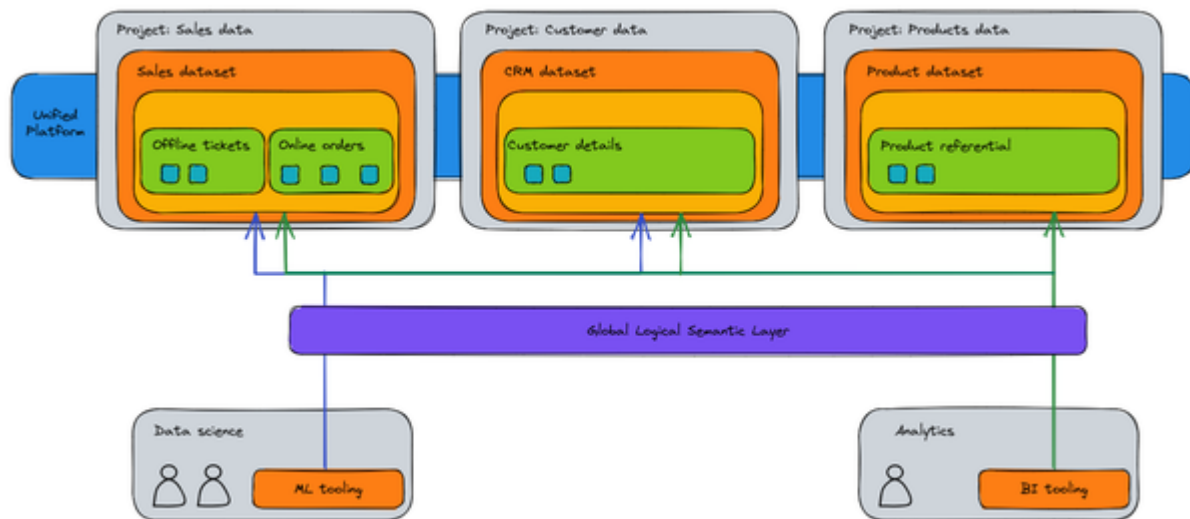 Project: Sales data
Project: Customer data
Project: Products data
Sales dataset
CRM dataset
Product dataset
Unified
Platform
Offline tickets
Online orders
Customer details
Product referential
Global Logical Semantic Layer
Data science
Analytics
ML tooling
BI tooling